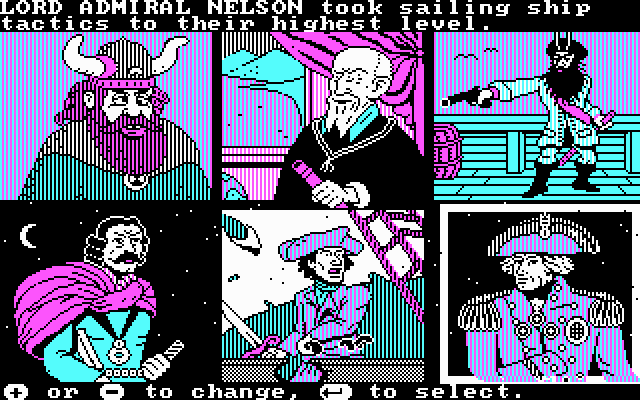 LORD ADMIRAL NELSON took sailing ship
tactics to their highest level.
+ or - to change, ↵ to select.